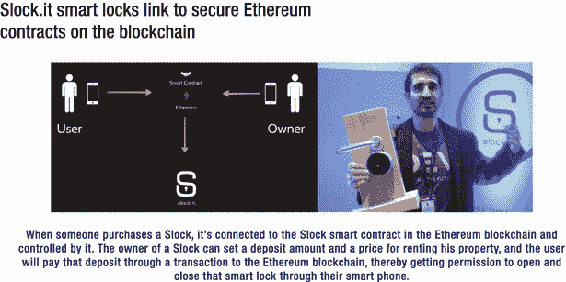 Slock.it smart locks link to secure Ethereum
contracts on the blockchain
Smart Contract
Ethereum
User
Owner
slock.it
slock.it
When someone purchases a Slock, it's connected to the Slock smart contract in the Ethereum blockchain and
controlled by it. The owner of a Slock can set a deposit amount and a price for renting his property, and the user
will pay that deposit through a transaction to the Ethereum blockchain, thereby getting permission to open and
close that smart lock through their smart phone.